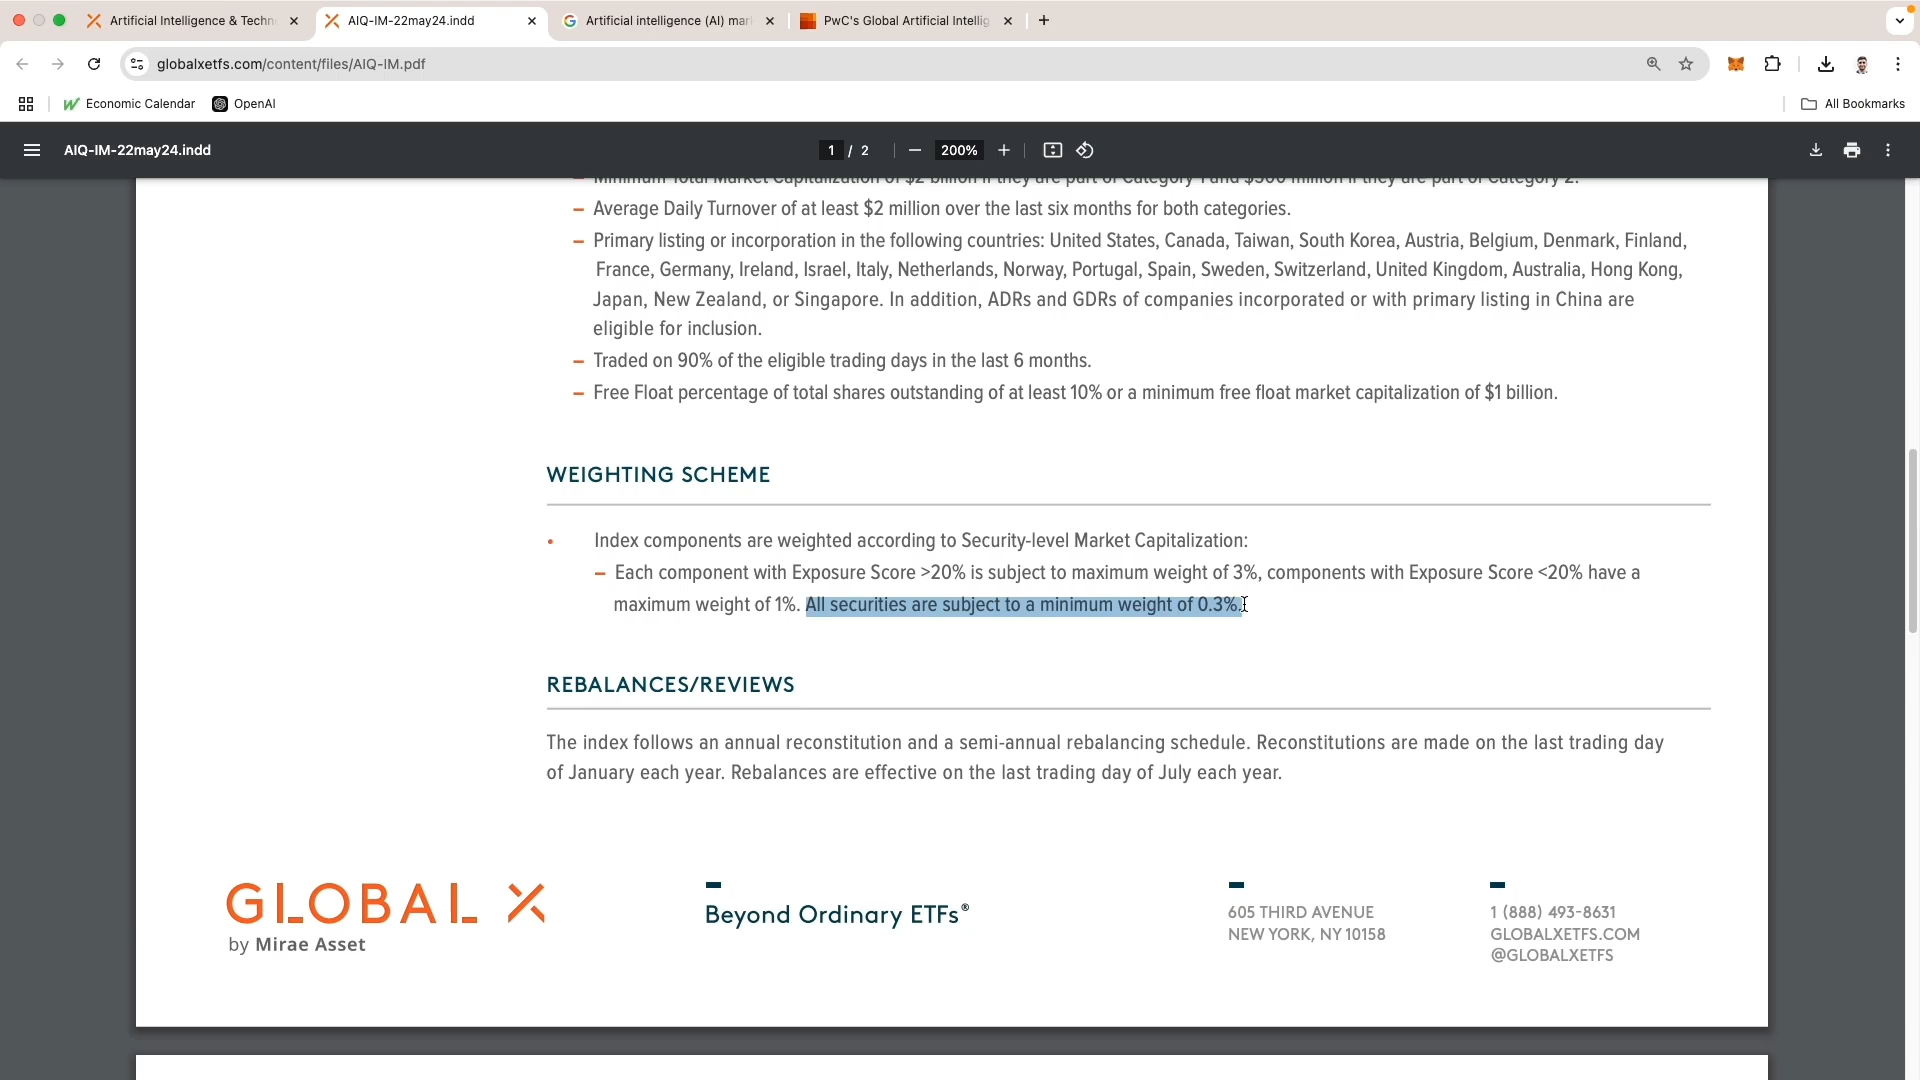 Artificial Intelligence & Techn
AIQ-IM-22may24.indd
Artificial intelligence (AI) mar
PwC's Global Artificial Intellig
globalxetfs.com/content/files/AIQ-IM.pdf
Economic Calendar
OpenAI
All Bookmarks
AIQ-IM-22may24.indd
1 / 2
200%
– Minimum Total Market Capitalization of $2 billion if they are part of Category 1 and $500 million if they are part of Category 2.
– Average Daily Turnover of at least $2 million over the last six months for both categories.
– Primary listing or incorporation in the following countries: United States, Canada, Taiwan, South Korea, Austria, Belgium, Denmark, Finland,
France, Germany, Ireland, Israel, Italy, Netherlands, Norway, Portugal, Spain, Sweden, Switzerland, United Kingdom, Australia, Hong Kong,
Japan, New Zealand, or Singapore. In addition, ADRs and GDRs of companies incorporated or with primary listing in China are
eligible for inclusion.
– Traded on 90% of the eligible trading days in the last 6 months.
– Free Float percentage of total shares outstanding of at least 10% or a minimum free float market capitalization of $1 billion.
WEIGHTING SCHEME
• Index components are weighted according to Security-level Market Capitalization:
– Each component with Exposure Score >20% is subject to maximum weight of 3%, components with Exposure Score <20% have a
maximum weight of 1%. All securities are subject to a minimum weight of 0.3%.
REBALANCES/REVIEWS
The index follows an annual reconstitution and a semi-annual rebalancing schedule. Reconstitutions are made on the last trading day
of January each year. Rebalances are effective on the last trading day of July each year.
GLOBAL X
by Mirae Asset
Beyond Ordinary ETFs®
605 THIRD AVENUE
NEW YORK, NY 10158
1 (888) 493-8631
GLOBALXETFS.COM
@GLOBALXETFS